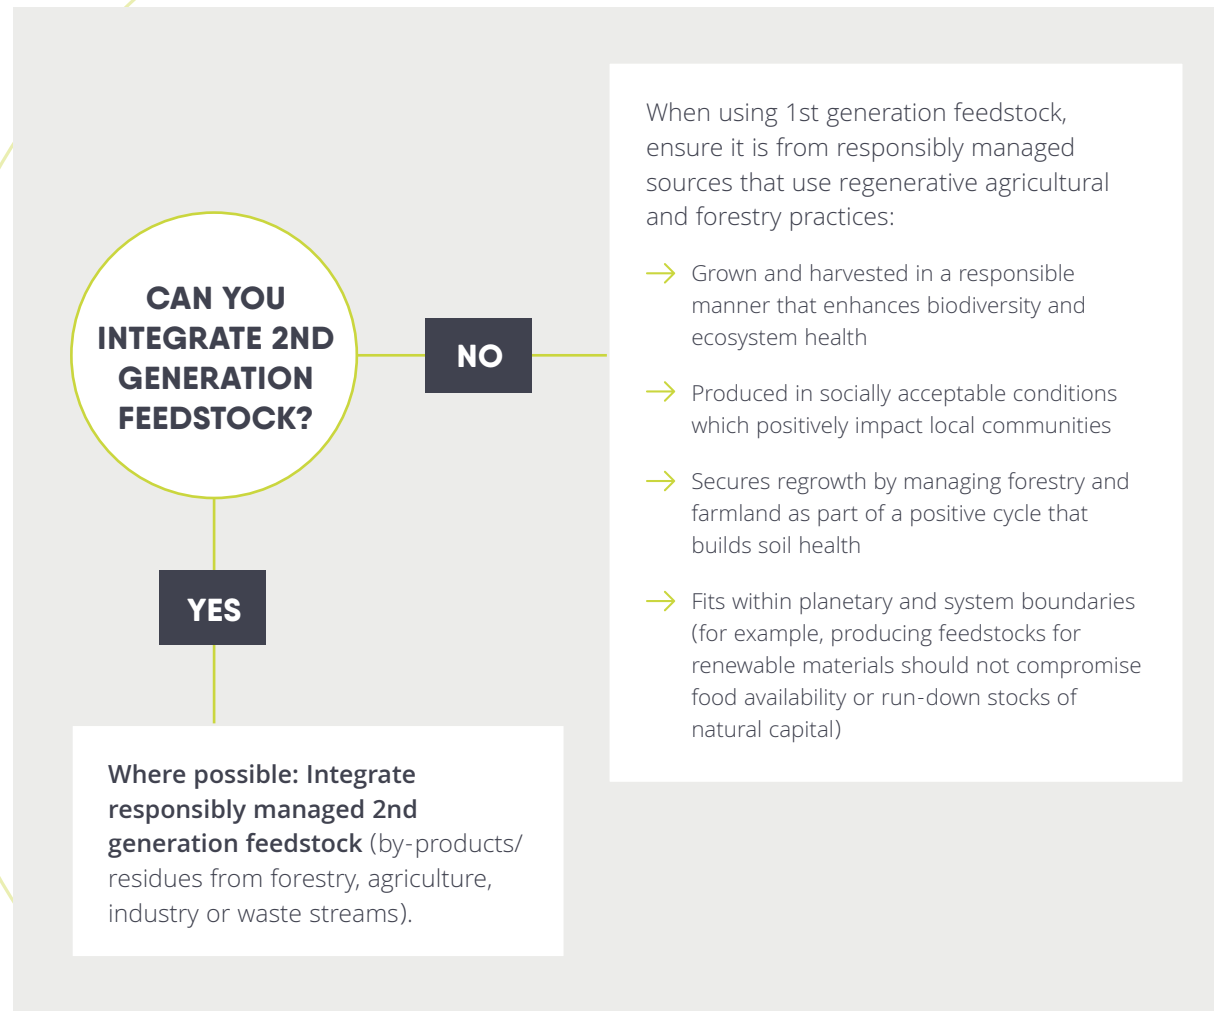 CAN YOU
INTEGRATE 2ND
GENERATION
FEEDSTOCK?
NO
When using 1st generation feedstock,
ensure it is from responsibly managed
sources that use regenerative agricultural
and forestry practices:
Grown and harvested in a responsible
manner that enhances biodiversity and
ecosystem health
Produced in socially acceptable conditions
which positively impact local communities
Secures regrowth by managing forestry and
farmland as part of a positive cycle that
builds soil health
Fits within planetary and system boundaries
(for example, producing feedstocks for
renewable materials should not compromise
food availability or run-down stocks of
natural capital)
YES
Where possible: Integrate
responsibly managed 2nd
generation feedstock (by-products/
residues from forestry, agriculture,
industry or waste streams).